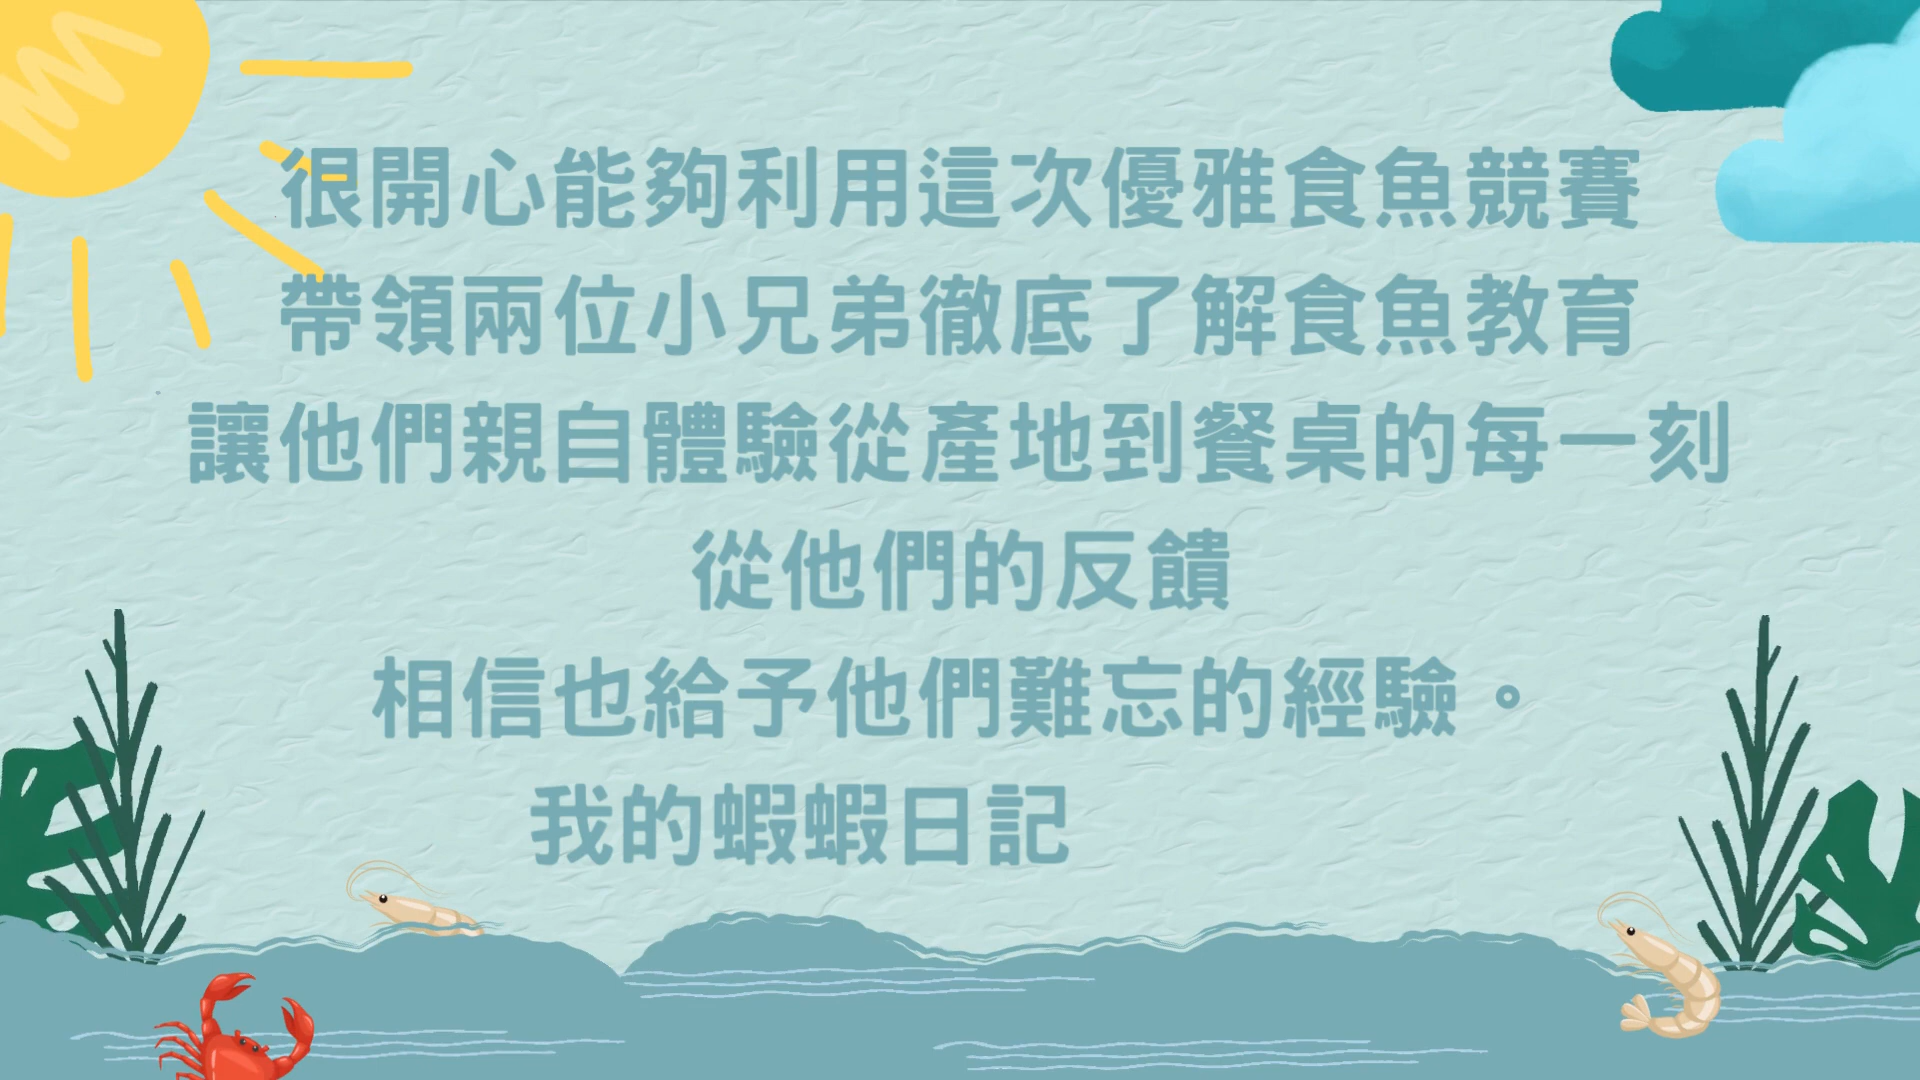 很開心能夠利用這次優雅食魚競賽
帶領兩位小兄弟徹底了解食魚教育
讓他們親自體驗從產地到餐桌的每一刻
從他們的反饋
相信也給予他們難忘的經驗。
我的蝦蝦日記